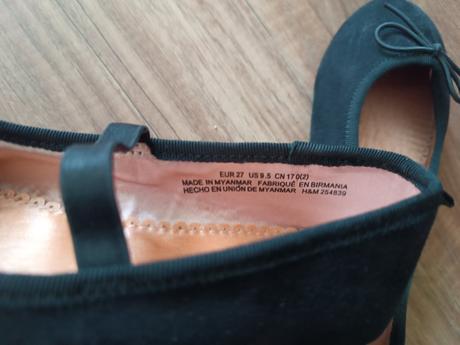 EUR 27 US 9.5 CN 17 0(2)
MADE IN MYANMAR FABRIQUÉ EN BIRMANIA
HECHO EN UNIÓN DE MYANMAR H&M 254839